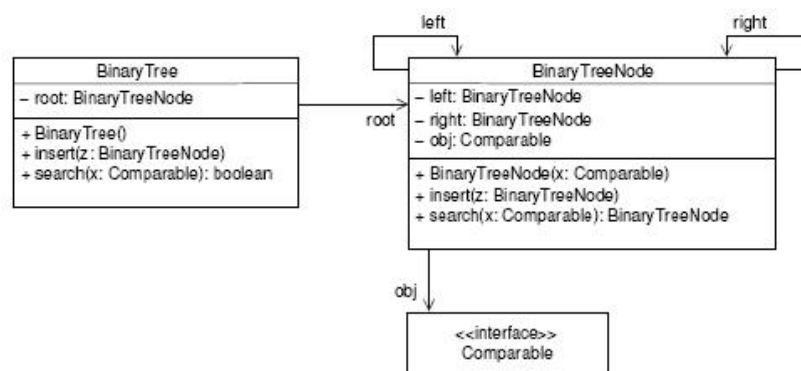 left
right
BinaryTree
– root: BinaryTreeNode
+ BinaryTree()
+ insert(z: BinaryTreeNode)
+ search(x: Comparable): boolean
root
BinaryTreeNode
– left: BinaryTreeNode
– right: BinaryTreeNode
– obj: Comparable
+ BinaryTreeNode(x: Comparable)
+ insert(z: BinaryTreeNode)
+ search(x: Comparable): BinaryTreeNode
obj
<<interface>>
Comparable